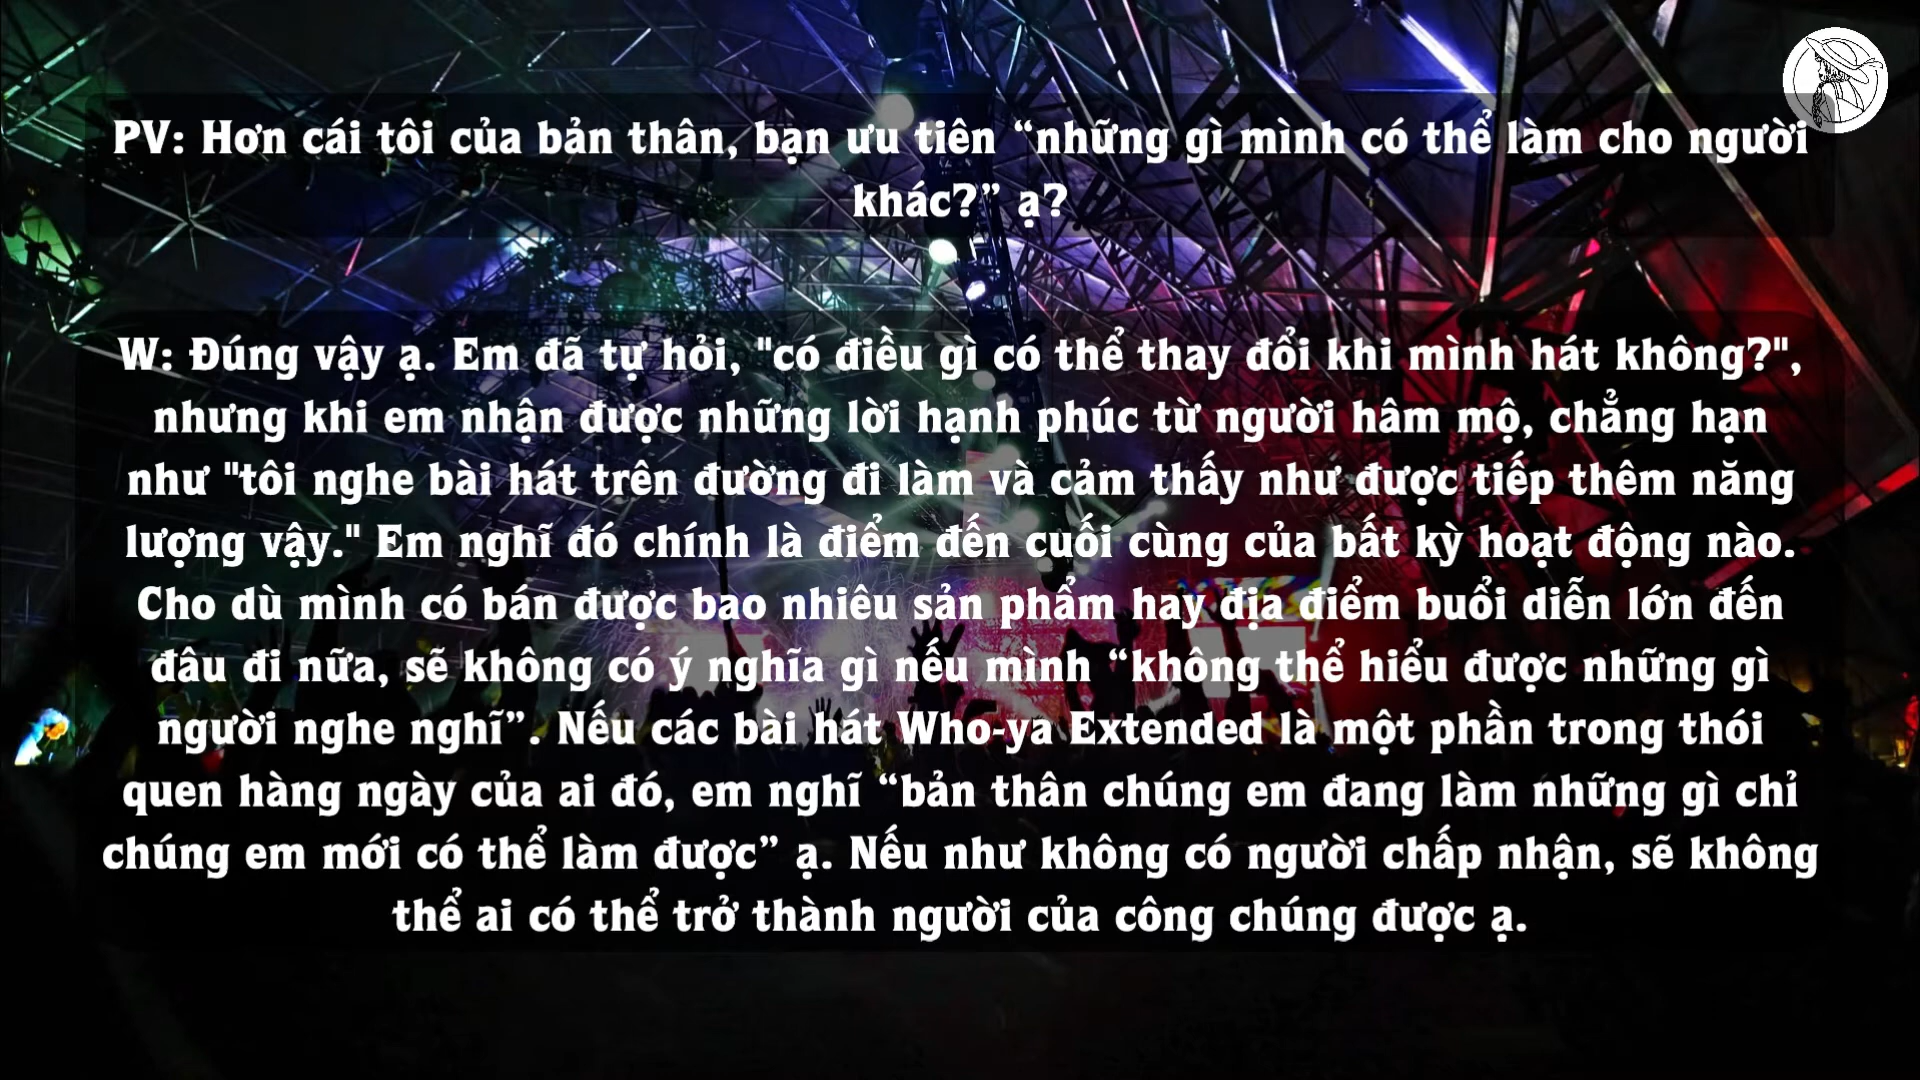 PV: Hơn cái tôi của bản thân, bạn ưu tiên “những gì mình có thể làm cho người
khác?” ạ?
W: Đúng vậy ạ. Em đã tự hỏi, "có điều gì có thể thay đổi khi mình hát không?",
nhưng khi em nhận được những lời hạnh phúc từ người hâm mộ, chẳng hạn
như "tôi nghe bài hát trên đường đi làm và cảm thấy như được tiếp thêm năng
lượng vậy." Em nghĩ đó chính là điểm đến cuối cùng của bất kỳ hoạt động nào.
Cho dù mình có bán được bao nhiêu sản phẩm hay địa điểm buổi diễn lớn đến
đâu đi nữa, sẽ không có ý nghĩa gì nếu mình “không thể hiểu được những gì
người nghe nghĩ”. Nếu các bài hát Who-ya Extended là một phần trong thói
quen hàng ngày của ai đó, em nghĩ “bản thân chúng em đang làm những gì chỉ
chúng em mới có thể làm được” ạ. Nếu như không có người chấp nhận, sẽ không
thể ai có thể trở thành người của công chúng được ạ.